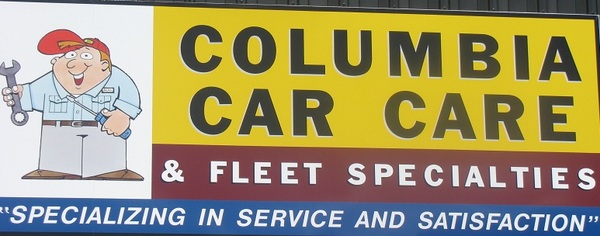 COLUMBIA
CAR CARE
& FLEET SPECIALTIES
"SPECIALIZING IN SERVICE AND SATISFACTION"